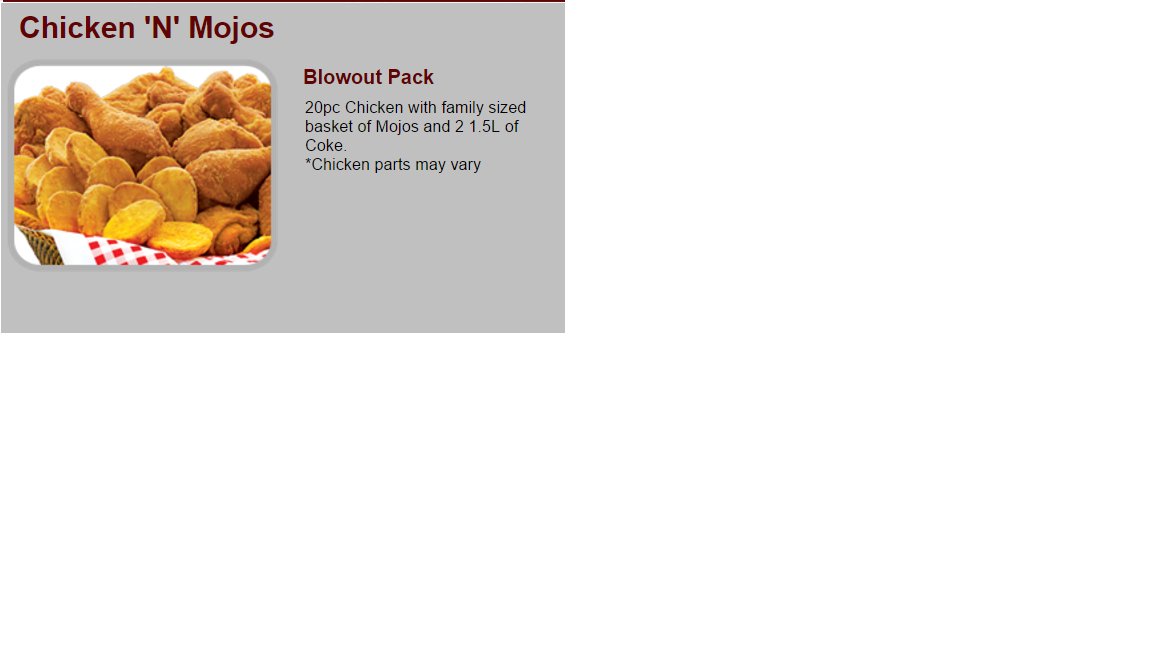 Chicken 'N' Mojos
Blowout Pack
20pc Chicken with family sized
basket of Mojos and 2 1.5L of
Coke.
*Chicken parts may vary